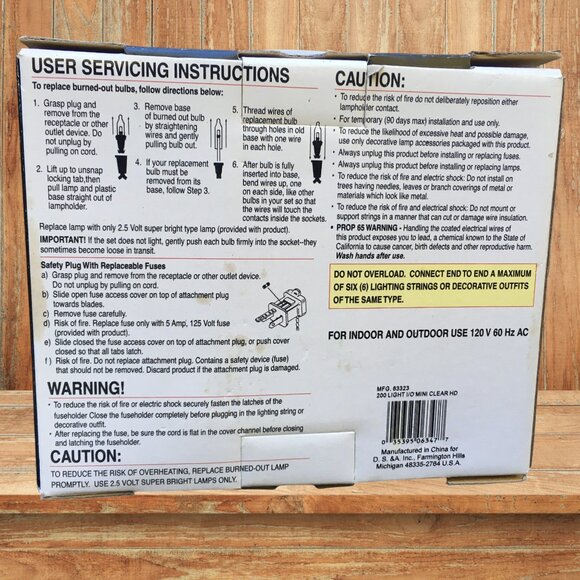 USER SERVICING INSTRUCTIONS
To replace burned-out bulbs, follow directions below:
1. Grasp plug and
remove from the
receptacle or other
outlet device. Do
not unplug by
pulling on cord.
2. Lift up to unsnap
locking tab,then
pull lamp and plastic
base straight out of
lampholder.
3. Remove base
of burned out bulb
by straightening
wires and gently
pulling bulb out.
4. If your replacement
bulb must be
removed from its
base, follow Step 3.
5. Thread wires of
replacement bulb
through holes in old
base with one wire
in each hole.
6. After bulb is fully
inserted into base,
bend wires up, one
on each side, like other
bulbs in your set so that
the wires will touch the
contacts inside the sockets.
Replace lamp with only 2.5 Volt super bright type lamp (provided with product).
IMPORTANT! If the set does not light, gently push each bulb firmly into the socket–they
sometimes become loose in transit.
Safety Plug With Replaceable Fuses
a) Grasp plug and remove from the receptacle or other outlet device.
Do not unplug by pulling on cord.
b) Slide open fuse access cover on top of attachment plug
towards blades.
c) Remove fuse carefully.
d) Risk of fire. Replace fuse only with 5 Amp, 125 Volt fuse
(provided with product).
e) Slide closed the fuse access cover on top of attachment plug, or push cover
closed so that all tabs latch.
f) Risk of fire. Do not replace attachment plug. Contains a safety device (fuse)
that should not be removed. Discard product if the attachment plug is damaged.
WARNING!
• To reduce the risk of fire or electric shock securely fasten the latches of the
fuseholder Close the fuseholder completely before plugging in the lighting string or
decorative outfit.
• After replacing the fuse, be sure the cord is flat in the cover channel before closing
and latching the fuseholder.
CAUTION:
TO REDUCE THE RISK OF OVERHEATING, REPLACE BURNED-OUT LAMP
PROMPTLY. USE 2.5 VOLT SUPER BRIGHT LAMPS ONLY.
CAUTION:
• To reduce the risk of fire do not deliberately reposition either
lampholder contact.
• For temporary (90 days max) installation and use only.
• To reduce the likelihood of excessive heat and possible damage,
use only decorative lamp accessories packaged with this product.
• Always unplug this product before installing or replacing fuses.
• Always unplug this product before installing or replacing lamps.
• To reduce the risk of fire and electric shock: Do not install on
trees having needles, leaves or branch coverings of metal or
materials which look like metal.
• To reduce the risk of fire and electrical shock: Do not mount or
support strings in a manner that can cut or damage wire insulation.
• PROP 65 WARNING - Handling the coated electrical wires of
this product exposes you to lead, a chemical known to the State of
California to cause cancer, birth defects and other reproductive harm.
Wash hands after use.
DO NOT OVERLOAD. CONNECT END TO END A MAXIMUM
OF SIX (6) LIGHTING STRINGS OR DECORATIVE OUTFITS
OF THE SAME TYPE.
FOR INDOOR AND OUTDOOR USE 120 V 60 Hz AC
MFG. 63323
200 LIGHT I/O MINI CLEAR HD
0 35395 06347 7
Manufactured in China for
D. S. &A. Inc., Farmington Hills
Michigan 48335-2784 U.S.A.